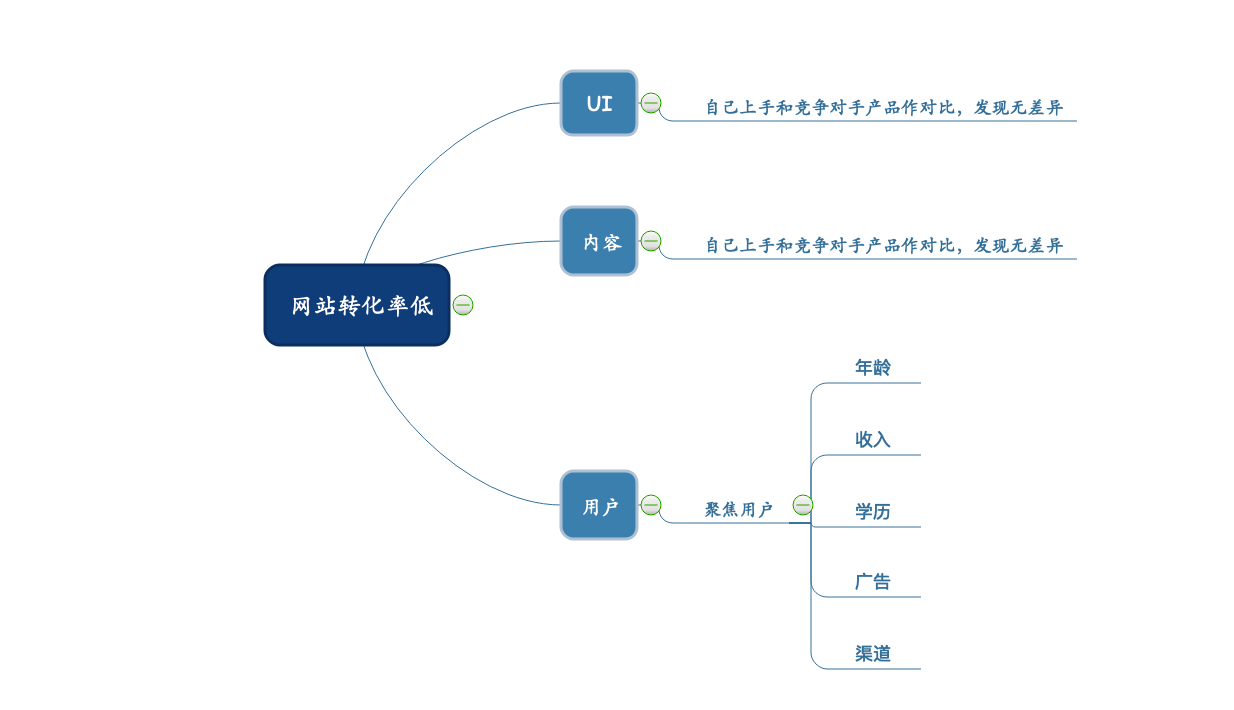 UI
自己上手和竞争对手产品作对比，发现无差异
内容
自己上手和竞争对手产品作对比，发现无差异
网站转化率低
年龄
收入
用户
聚焦用户
学历
广告
渠道